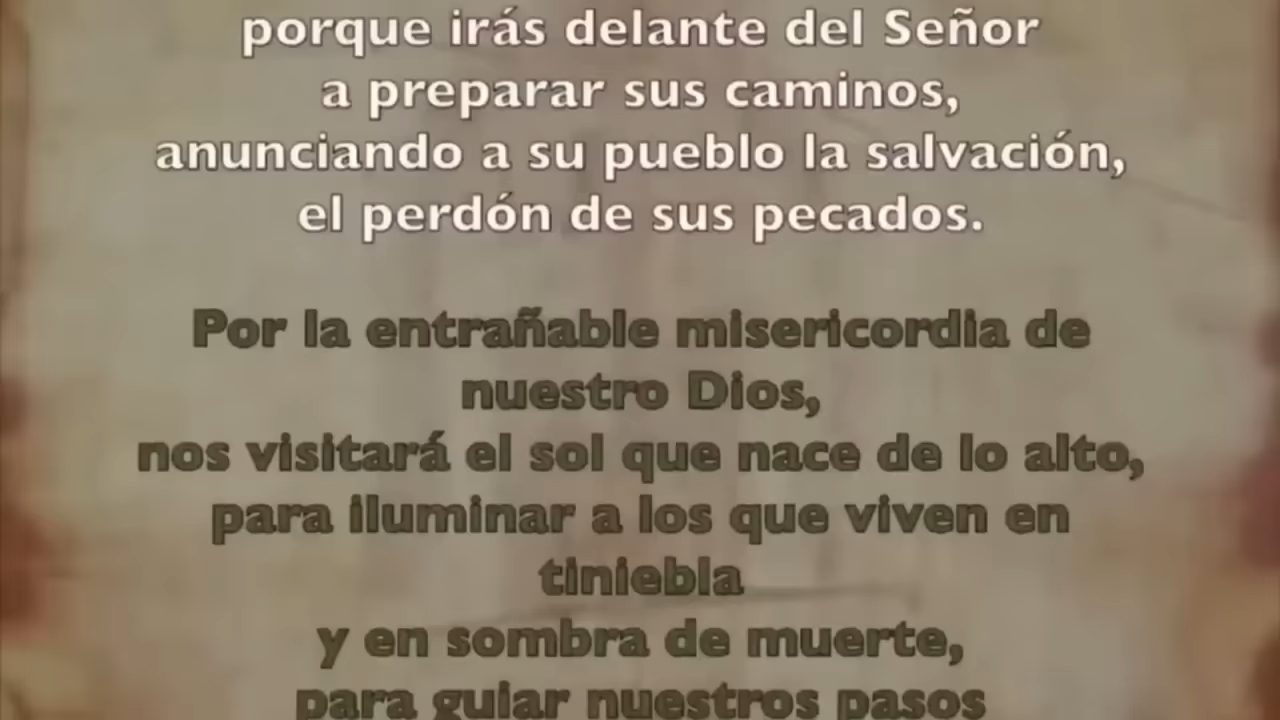 porque irás delante del Señor
a preparar sus caminos,
anunciando a su pueblo la salvación,
el perdón de sus pecados.
Por la entrañable misericordia de
nuestro Dios,
nos visitará el sol que nace de lo alto,
para iluminar a los que viven en
tiniebla
y en sombra de muerte,
para guiar nuestros pasos